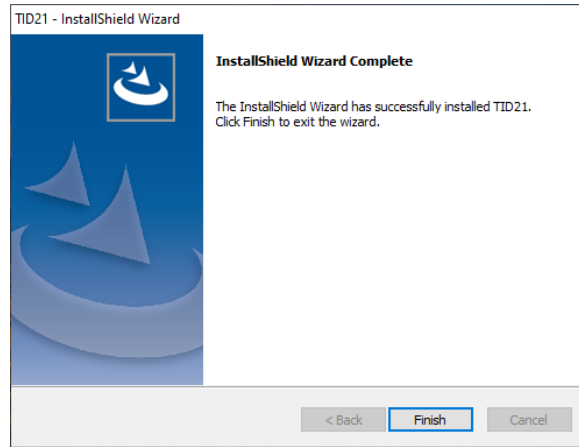 TID21 - InstallShield Wizard
InstallShield Wizard Complete
The InstallShield Wizard has successfully installed TID21.
Click Finish to exit the wizard.
< Back
Finish
Cancel